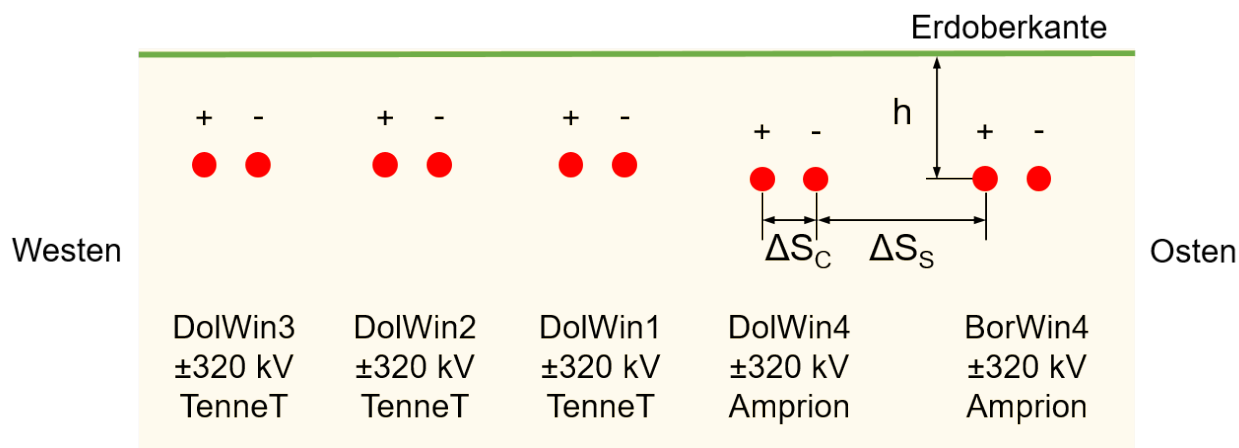 Erdoberkante
h
+ - + - + - + - + -
Westen
Osten
ΔS_C
ΔS_S
DolWin3
±320 kV
TenneT
DolWin2
±320 kV
TenneT
DolWin1
±320 kV
TenneT
DolWin4
±320 kV
Amprion
BorWin4
±320 kV
Amprion